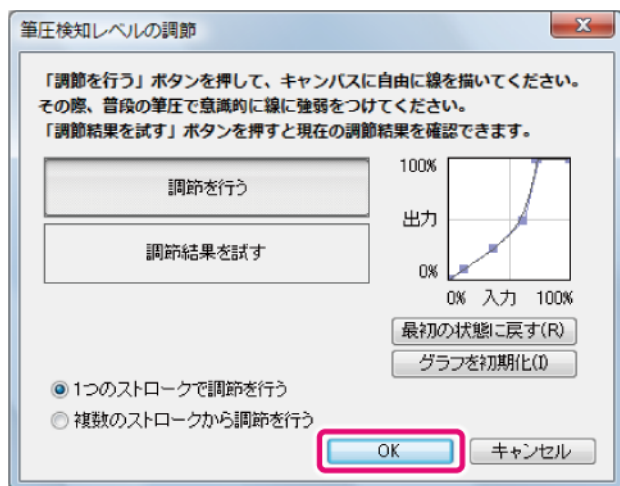 筆圧検知レベルの調節
「調節を行う」ボタンを押して、キャンバスに自由に線を描いてください。
その際、普段の筆圧で意識的に線に強弱をつけてください。
「調節結果を試す」ボタンを押すと現在の調節結果を確認できます。
調節を行う
調節結果を試す
100%
出力
0%
0% 入力 100%
最初の状態に戻す(R)
グラフを初期化(I)
1つのストロークで調節を行う
複数のストロークから調節を行う
OK
キャンセル